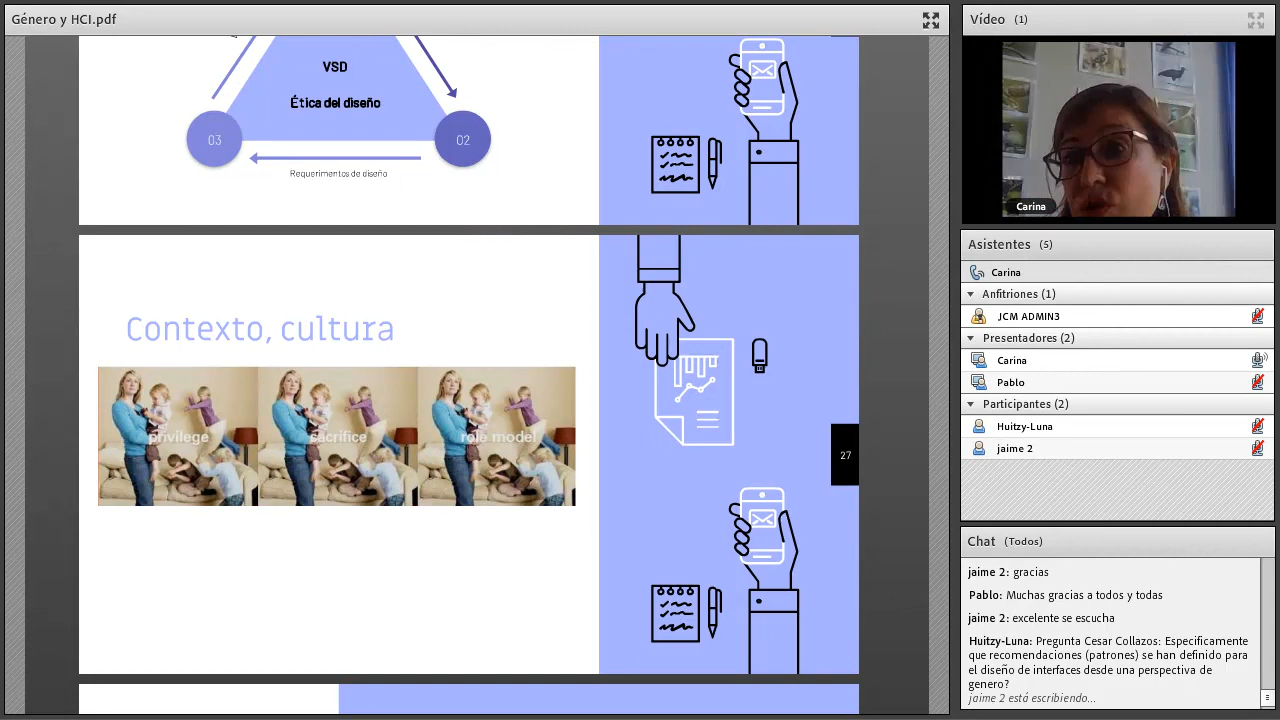 Género y HCI.pdf
VSD
Ética del diseño
03
02
Requerimentos de diseño
Contexto, cultura
privilege
sacrifice
role model
27
Vídeo (1)
Carina
Asistentes (5)
Carina
Anfitriones (1)
JCM ADMIN3
Presentadores (2)
Carina
Pablo
Participantes (2)
Huitzy-Luna
jaime 2
Chat (Todos)
jaime 2: gracias
Pablo: Muchas gracias a todos y todas
jaime 2: excelente se escucha
Huitzy-Luna: Pregunta Cesar Collazos: Especificamente
que recomendaciones (patrones) se han definido para
el diseño de interfaces desde una perspectiva de
genero?
jaime 2 está escribiendo...